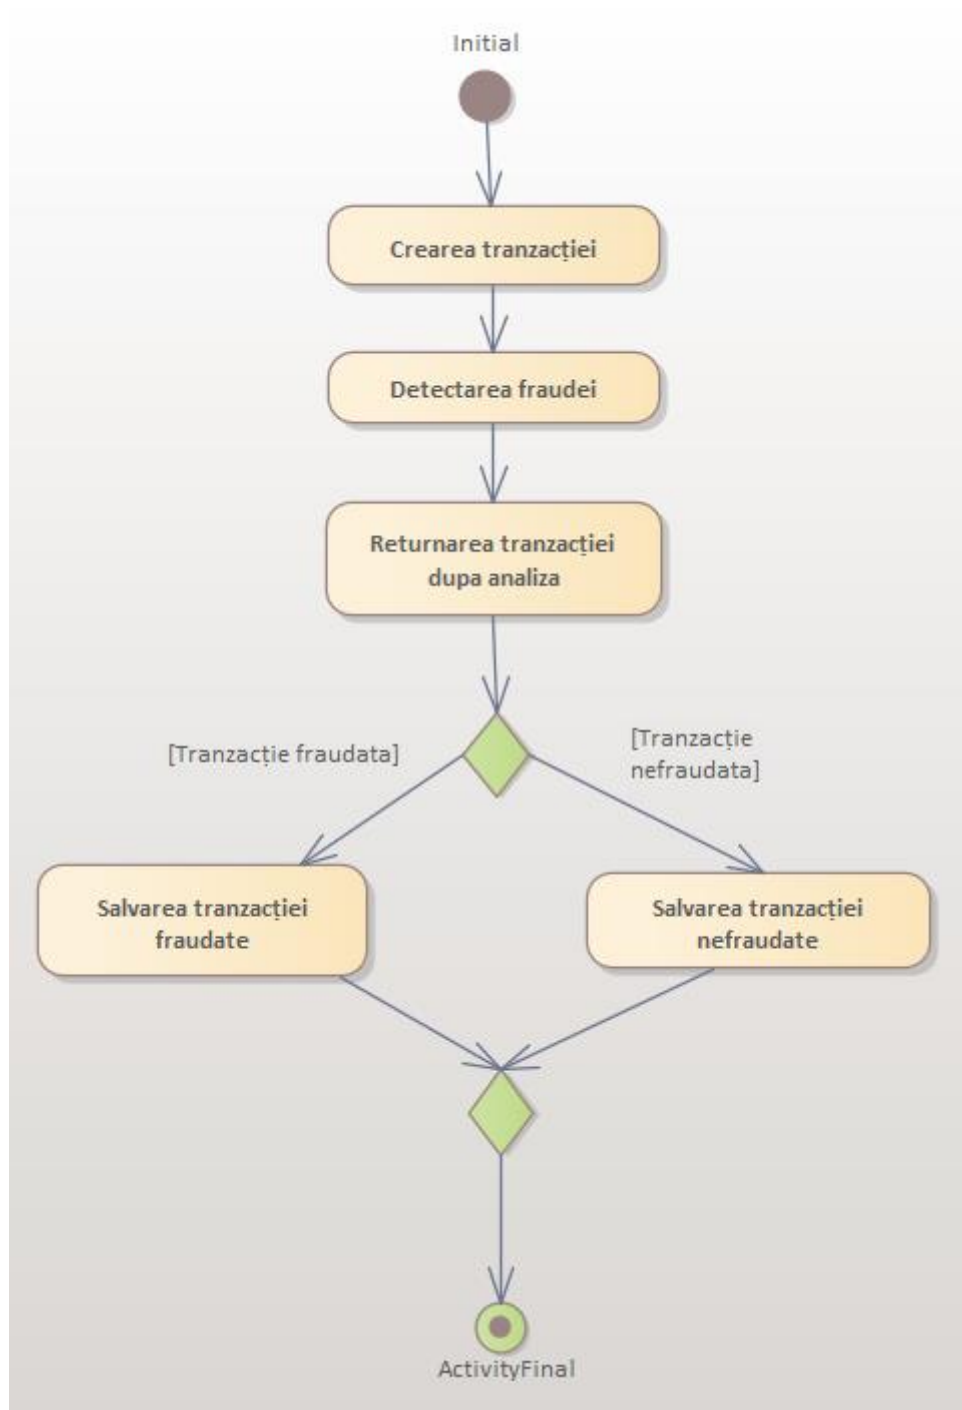 Initial
Crearea tranzacției
Detectarea fraudei
Returnarea tranzacției
dupa analiza
[Tranzacție fraudata]
[Tranzacție
nefraudata]
Salvarea tranzacției
fraudate
Salvarea tranzacției
nefraudate
ActivityFinal